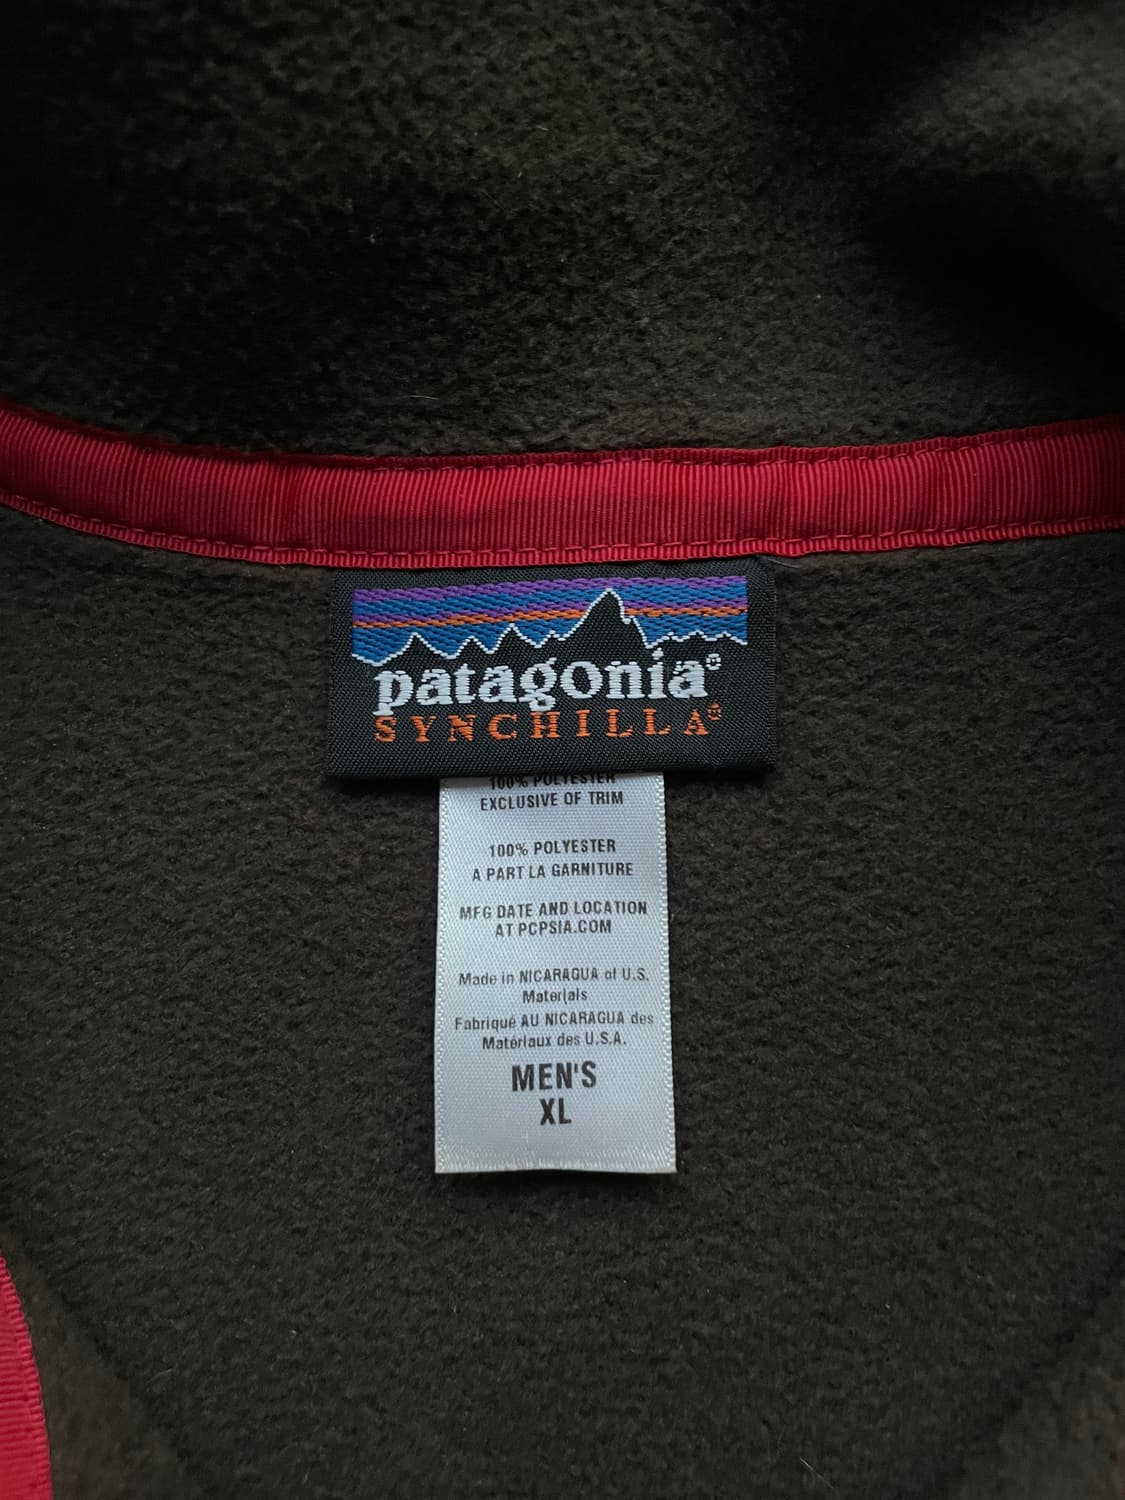 patagonia®
SYNCHILLA®
100% POLYESTER
EXCLUSIVE OF TRIM
100% POLYESTER
A PART LA GARNITURE
MFG DATE AND LOCATION
AT PCPSIA.COM
Made in NICARAGUA of U.S.
Materials
Fabriqué AU NICARAGUA des
Matériaux des U.S.A.
MEN'S
XL